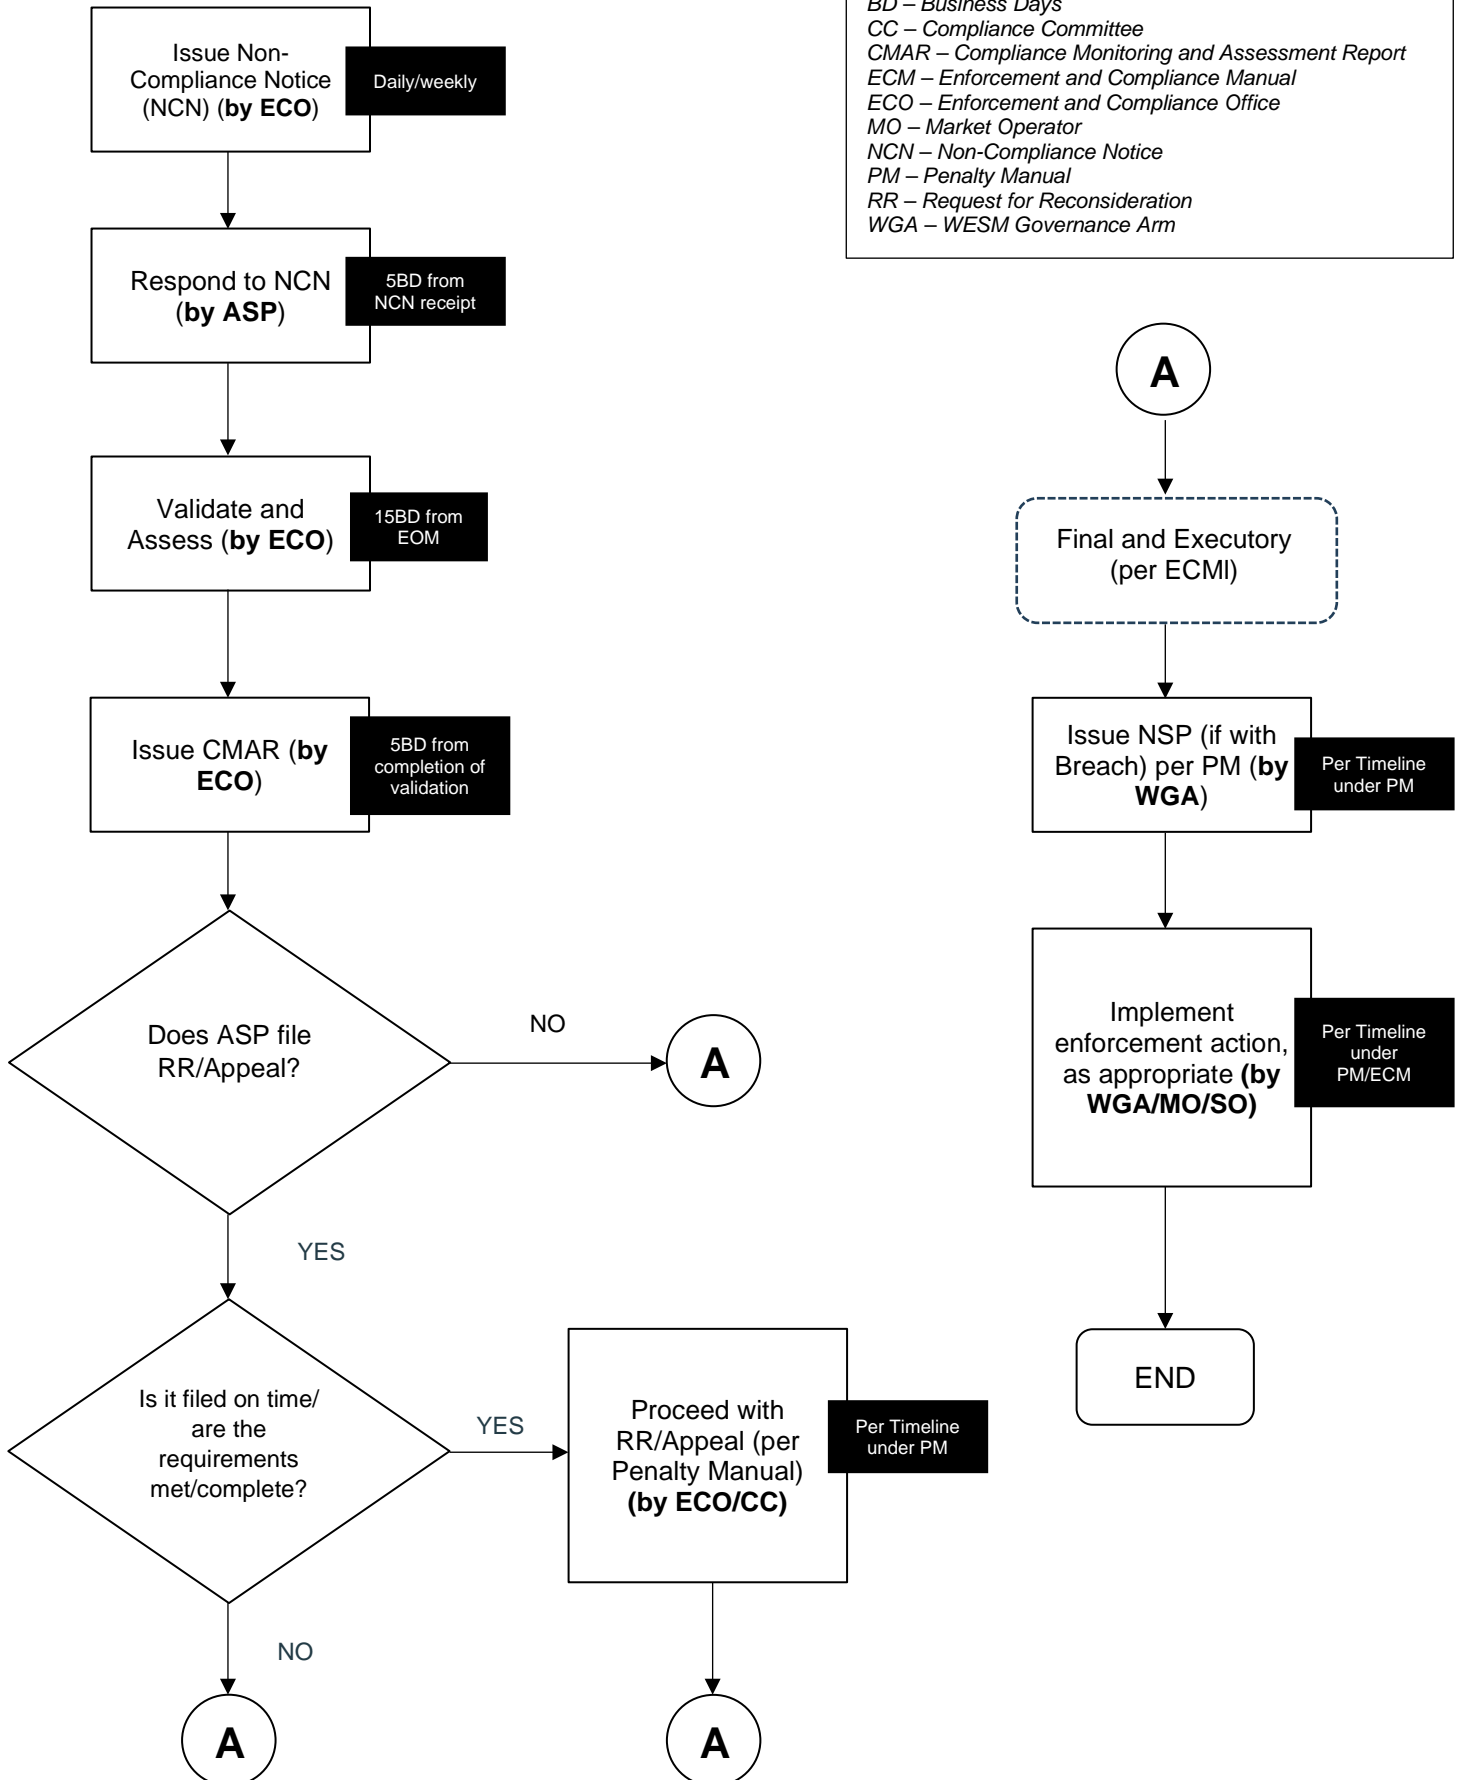 Issue Non-
Compliance Notice
(NCN) (by ECO)
Daily/weekly
Respond to NCN
(by ASP)
5BD from
NCN receipt
Validate and
Assess (by ECO)
15BD from
EOM
Issue CMAR (by
ECO)
5BD from
completion of
validation
Does ASP file
RR/Appeal?
NO
A
YES
Is it filed on time/
are the
requirements
met/complete?
YES
Proceed with
RR/Appeal (per
Penalty Manual)
(by ECO/CC)
Per Timeline
under PM
NO
A
A
BD – Business Days
CC – Compliance Committee
CMAR – Compliance Monitoring and Assessment Report
ECM – Enforcement and Compliance Manual
ECO – Enforcement and Compliance Office
MO – Market Operator
NCN – Non-Compliance Notice
PM – Penalty Manual
RR – Request for Reconsideration
WGA – WESM Governance Arm
A
Final and Executory
(per ECMl)
Issue NSP (if with
Breach) per PM (by
WGA)
Per Timeline
under PM
Implement
enforcement action,
as appropriate (by
WGA/MO/SO)
Per Timeline
under
PM/ECM
END